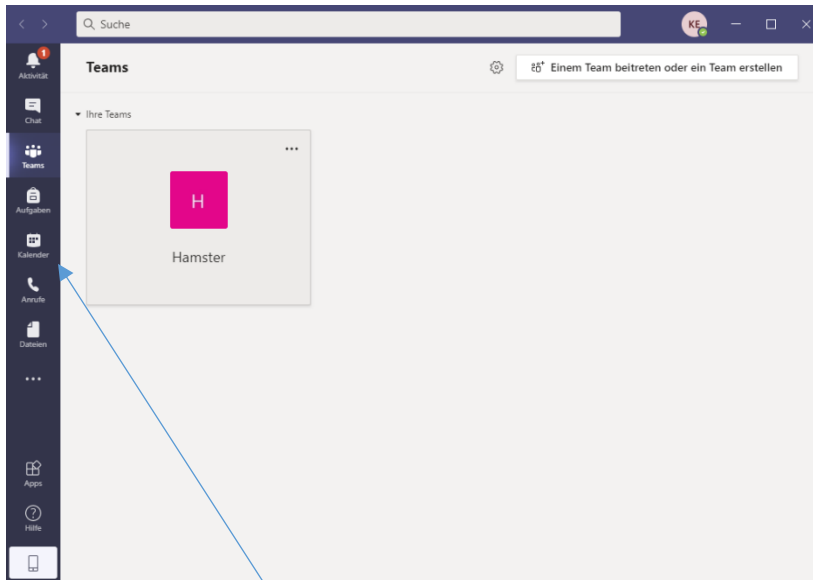 Suche
KE
1
Aktivität
Teams
Einem Team beitreten oder ein Team erstellen
Chat
Ihre Teams
Teams
H
Hamster
Aufgaben
Kalender
Anrufe
Dateien
Apps
Hilfe